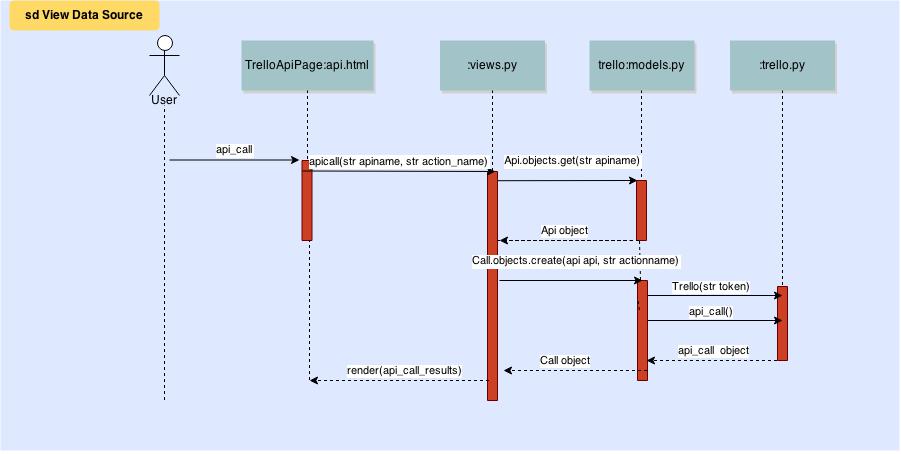 sd View Data Source
TrelloApiPage:api.html
:views.py
trello:models.py
:trello.py
User
api_call
apicall(str apiname, str action_name)
Api.objects.get(str apiname)
Api object
Call.objects.create(api api, str actionname)
Trello(str token)
api_call()
api_call object
Call object
render(api_call_results)